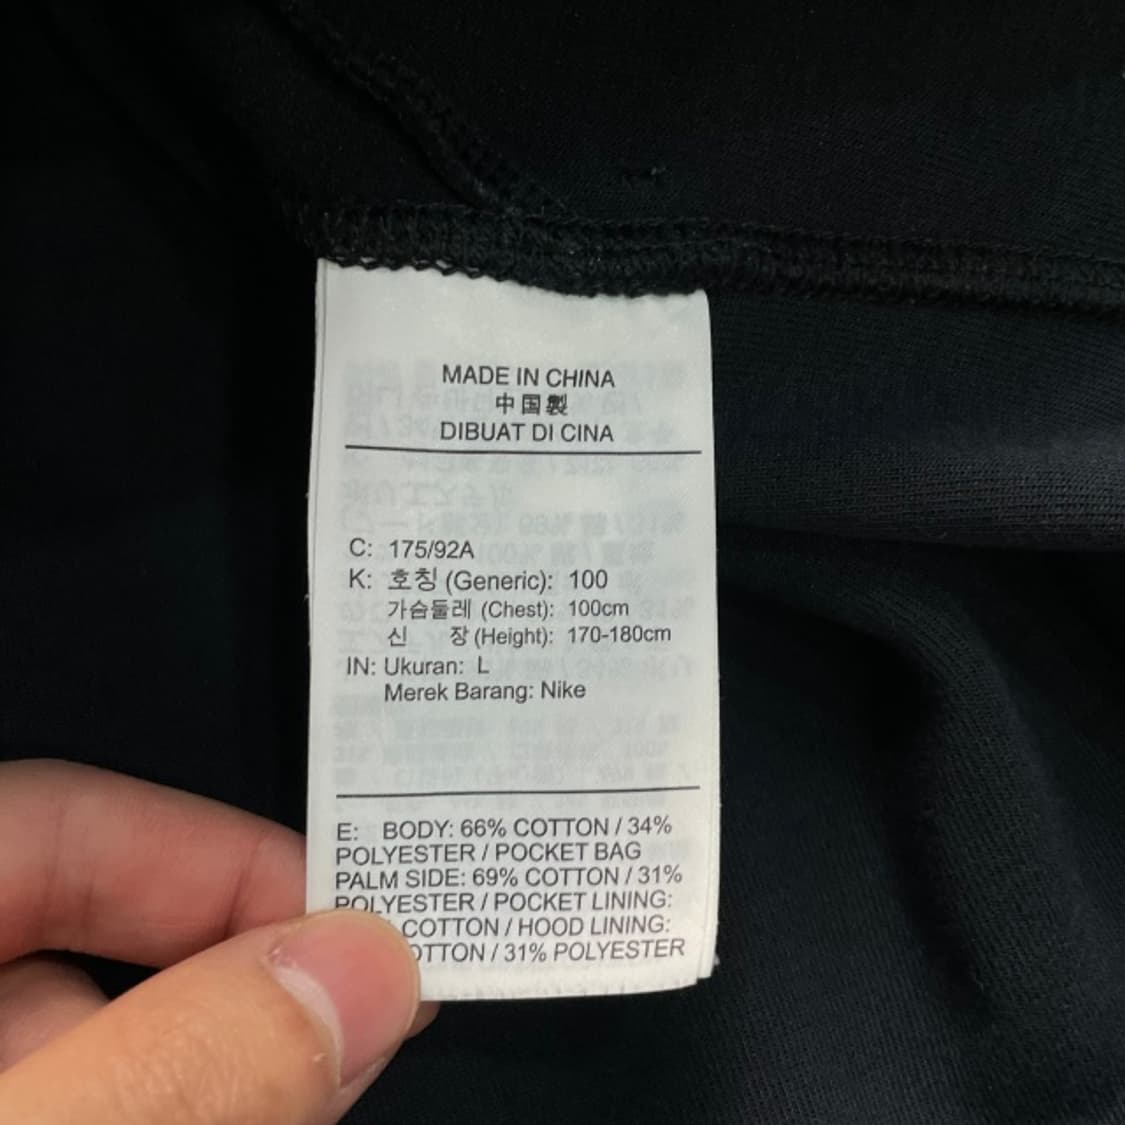 MADE IN CHINA
中国製
DIBUAT DI CINA
C: 175/92A
K: 호칭 (Generic): 100
가슴둘레 (Chest): 100cm
신 장 (Height): 170-180cm
IN: Ukuran: L
Merek Barang: Nike
E: BODY: 66% COTTON / 34%
POLYESTER / POCKET BAG
PALM SIDE: 69% COTTON / 31%
POLYESTER / POCKET LINING:
COTTON / HOOD LINING:
/ 31% POLYESTER